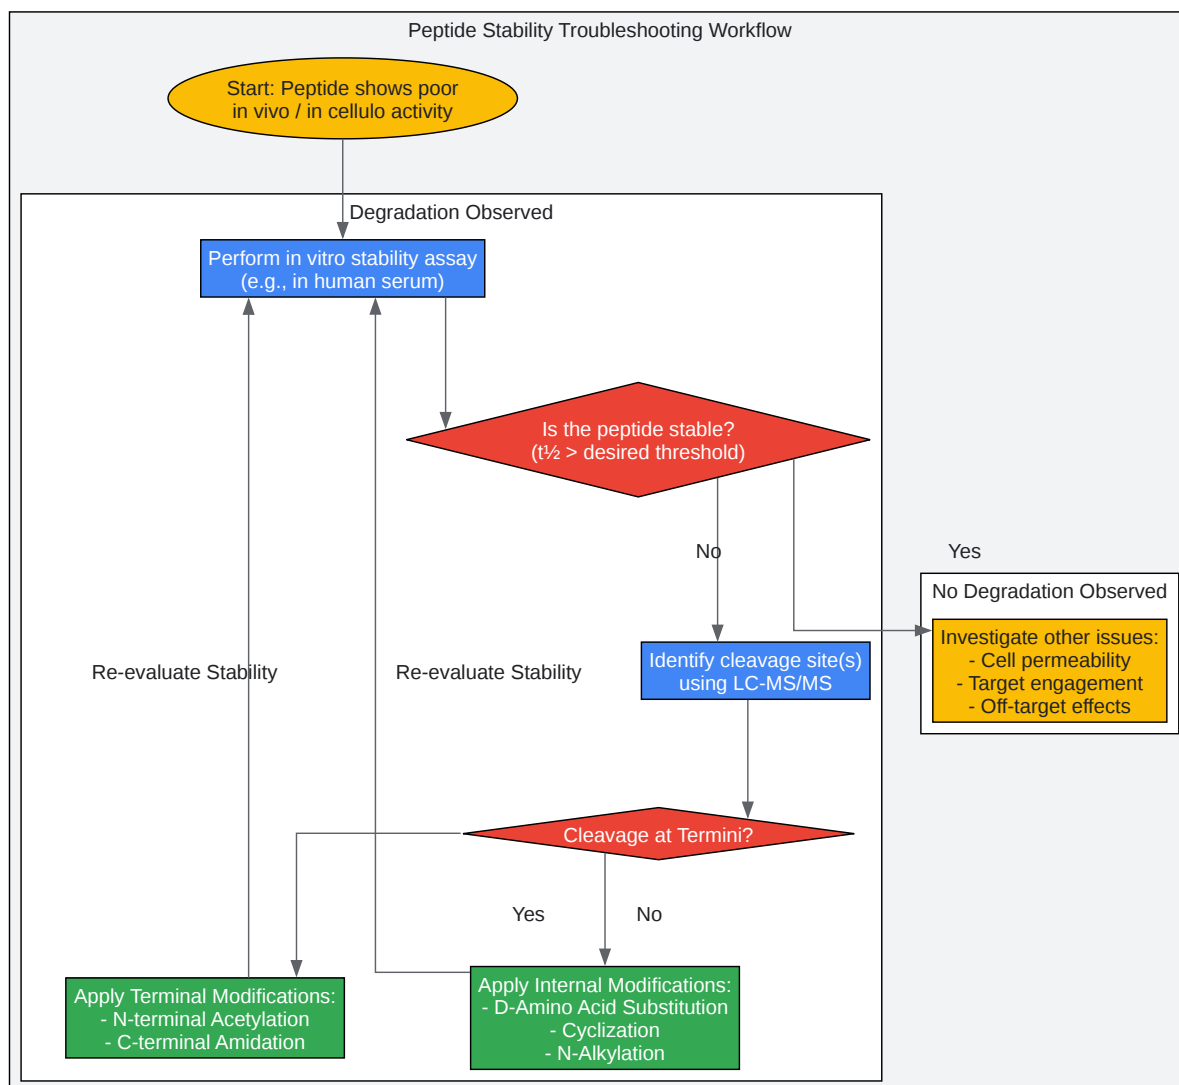 Peptide Stability Troubleshooting Workflow
Start: Peptide shows poor
in vivo / in cellulo activity
Degradation Observed
Perform in vitro stability assay
(e.g., in human serum)
Is the peptide stable?
(t½ > desired threshold)
No
Yes
No Degradation Observed
Investigate other issues:
- Cell permeability
- Target engagement
- Off-target effects
Identify cleavage site(s)
using LC-MS/MS
Re-evaluate Stability
Re-evaluate Stability
Cleavage at Termini?
Yes
No
Apply Terminal Modifications:
- N-terminal Acetylation
- C-terminal Amidation
Apply Internal Modifications:
- D-Amino Acid Substitution
- Cyclization
- N-Alkylation